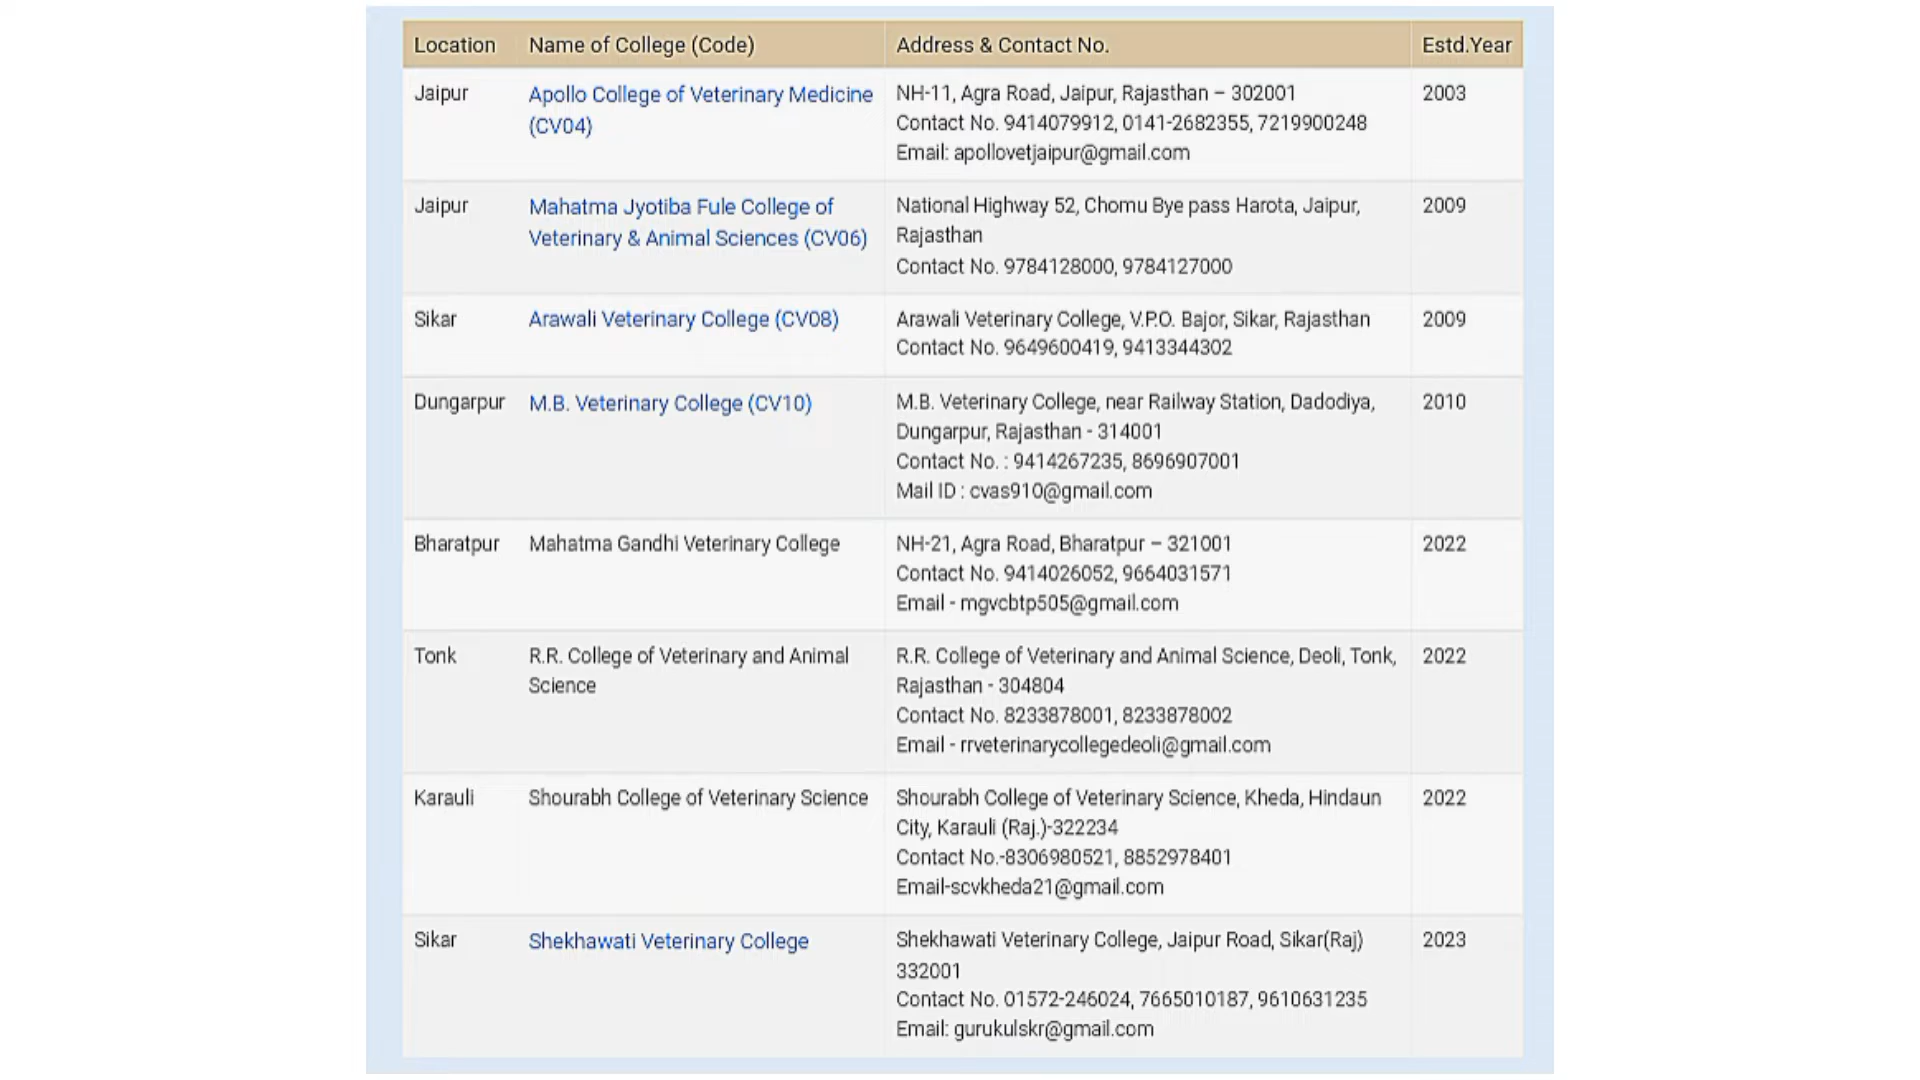 Location Name of College (Code) Address & Contact No. Estd.Year
Jaipur Apollo College of Veterinary Medicine NH-11, Agra Road, Jaipur, Rajasthan – 302001 2003
(CV04) Contact No. 9414079912, 0141-2682355, 7219900248
Email: apollovetjaipur@gmail.com
Jaipur Mahatma Jyotiba Fule College of National Highway 52, Chomu Bye pass Harota, Jaipur, 2009
Veterinary & Animal Sciences (CV06) Rajasthan
Contact No. 9784128000, 9784127000
Sikar Arawali Veterinary College (CV08) Arawali Veterinary College, V.P.O. Bajor, Sikar, Rajasthan 2009
Contact No. 9649600419, 9413344302
Dungarpur M.B. Veterinary College (CV10) M.B. Veterinary College, near Railway Station, Dadodiya, 2010
Dungarpur, Rajasthan - 314001
Contact No. : 9414267235, 8696907001
Mail ID : cvas910@gmail.com
Bharatpur Mahatma Gandhi Veterinary College NH-21, Agra Road, Bharatpur – 321001 2022
Contact No. 9414026052, 9664031571
Email - mgvcbtp505@gmail.com
Tonk R.R. College of Veterinary and Animal R.R. College of Veterinary and Animal Science, Deoli, Tonk, 2022
Science Rajasthan - 304804
Contact No. 8233878001, 8233878002
Email - rrveterinarycollegedeoli@gmail.com
Karauli Shourabh College of Veterinary Science Shourabh College of Veterinary Science, Kheda, Hindaun 2022
City, Karauli (Raj.)-322234
Contact No.-8306980521, 8852978401
Email-scvkheda21@gmail.com
Sikar Shekhawati Veterinary College Shekhawati Veterinary College, Jaipur Road, Sikar(Raj) 2023
332001
Contact No. 01572-246024, 7665010187, 9610631235
Email: gurukulskr@gmail.com